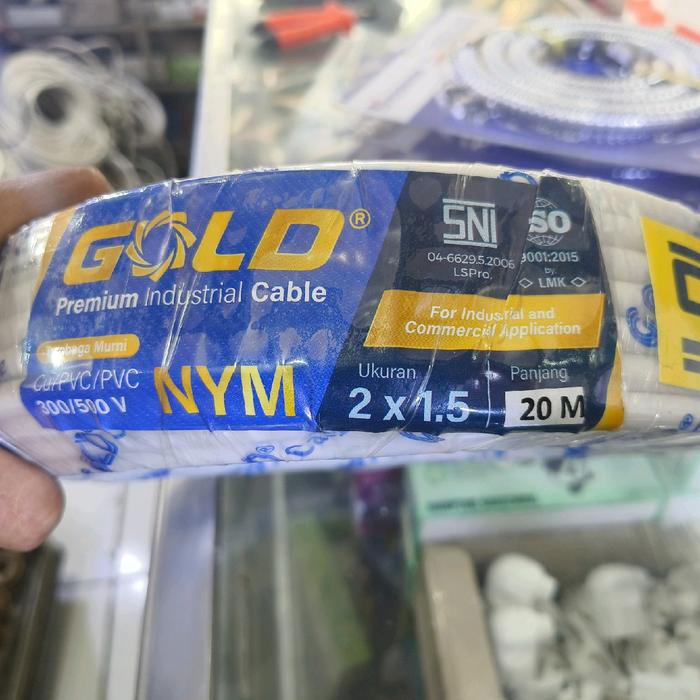 GOLD®
Premium Industrial Cable
Tembaga Murni
Cu/PVC/PVC
300/500 V
NYM
SNI
04-6629.5.2006
LSPro.
ISO
9001:2015
by
LMK
For Industrial and
Commercial Application
Ukuran
2 x 1.5
Panjang
20 M